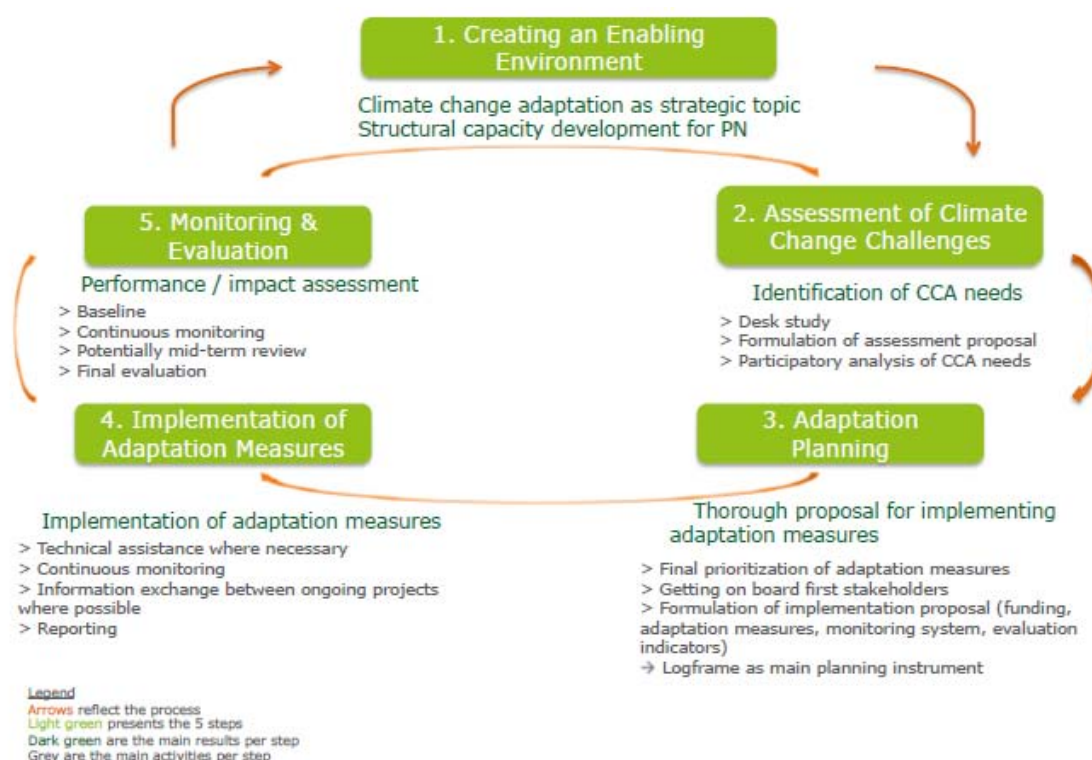 1. Creating an Enabling
Environment
Climate change adaptation as strategic topic
Structural capacity development for PN
5. Monitoring &
Evaluation
Performance / impact assessment
> Baseline
> Continuous monitoring
> Potentially mid-term review
> Final evaluation
2. Assessment of Climate
Change Challenges
Identification of CCA needs
> Desk study
> Formulation of assessment proposal
> Participatory analysis of CCA needs
4. Implementation of
Adaptation Measures
Implementation of adaptation measures
> Technical assistance where necessary
> Continuous monitoring
> Information exchange between ongoing projects
where possible
> Reporting
3. Adaptation
Planning
Thorough proposal for implementing
adaptation measures
> Final prioritization of adaptation measures
> Getting on board first stakeholders
> Formulation of implementation proposal (funding,
adaptation measures, monitoring system, evaluation
indicators)
→ Logframe as main planning instrument
Legend
Arrows reflect the process
Light green presents the 5 steps
Dark green are the main results per step
Grey are the main activities per step